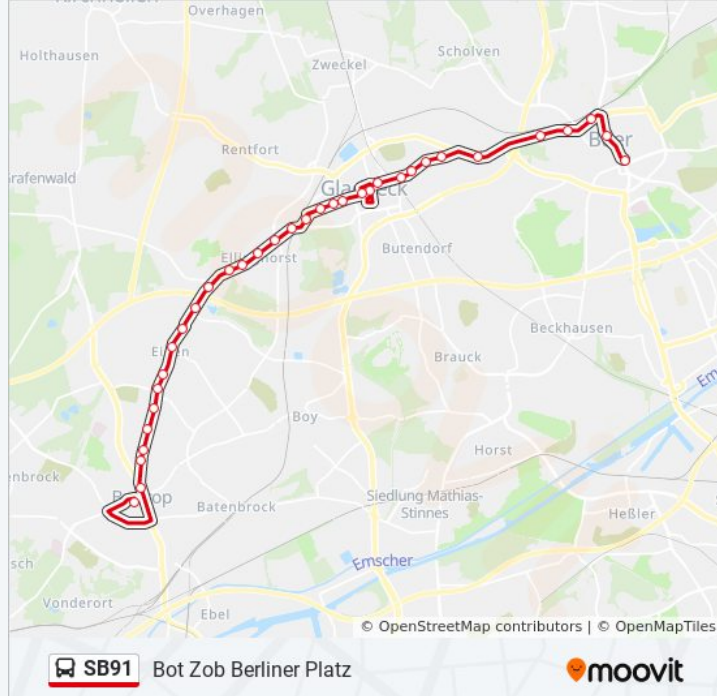 Overhagen
Holthausen
Scholven
Zweckel
Rentfort
Grafenwald
Butendorf
Beckhausen
Brauck
Boy
Horst
Batenbrock
Siedlung Mathias-
Stinnes
Heßler
Emscher
Vonderort
Ebel
© OpenStreetMap contributors | © OpenMapTiles
SB91 Bot Zob Berliner Platz
moovit